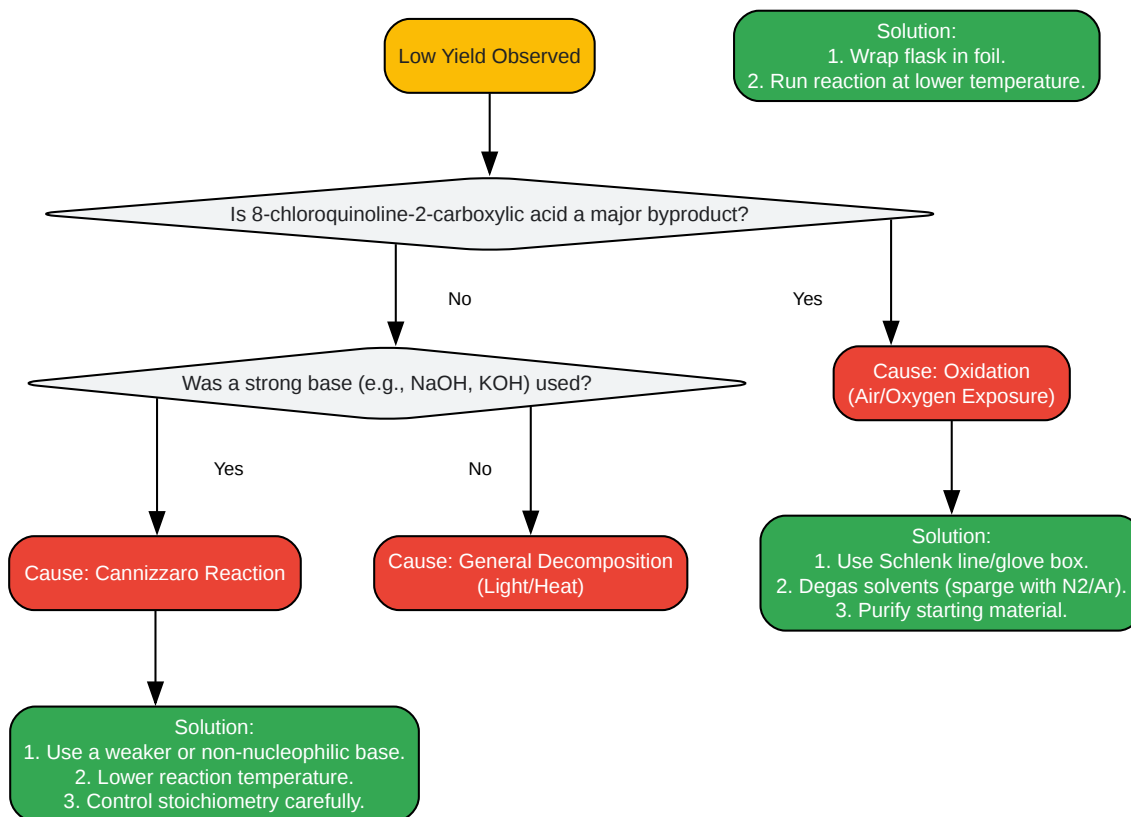 Low Yield Observed
Solution:
1. Wrap flask in foil.
2. Run reaction at lower temperature.
Is 8-chloroquinoline-2-carboxylic acid a major byproduct?
No
Yes
Was a strong base (e.g., NaOH, KOH) used?
Cause: Oxidation
(Air/Oxygen Exposure)
Yes
No
Cause: Cannizzaro Reaction
Cause: General Decomposition
(Light/Heat)
Solution:
1. Use Schlenk line/glove box.
2. Degas solvents (sparge with N2/Ar).
3. Purify starting material.
Solution:
1. Use a weaker or non-nucleophilic base.
2. Lower reaction temperature.
3. Control stoichiometry carefully.